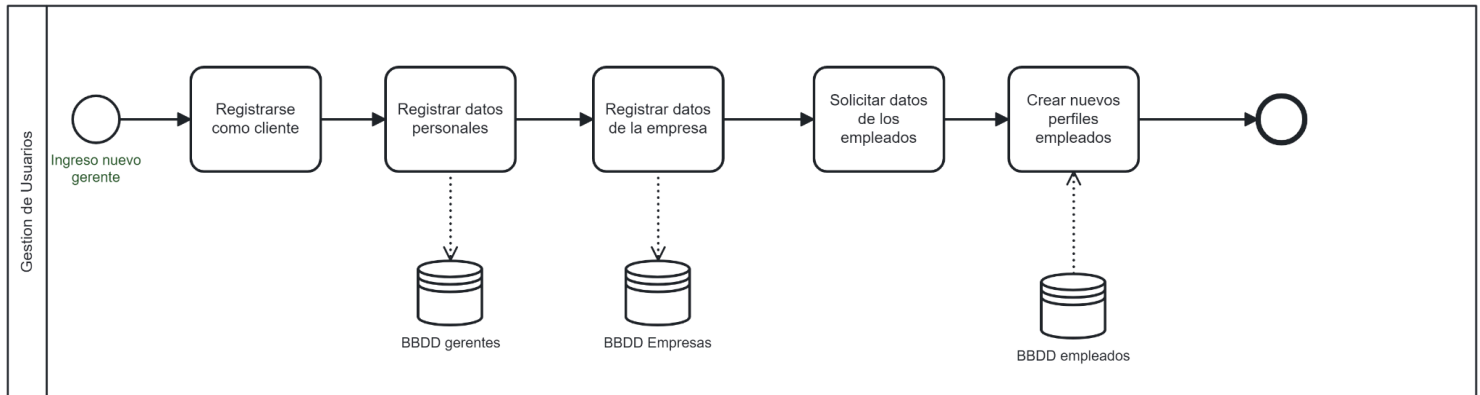 Gestion de Usuarios
Ingreso nuevo
gerente
Registrarse
como cliente
Registrar datos
personales
Registrar datos
de la empresa
Solicitar datos
de los
empleados
Crear nuevos
perfiles
empleados
BBDD gerentes
BBDD Empresas
BBDD empleados